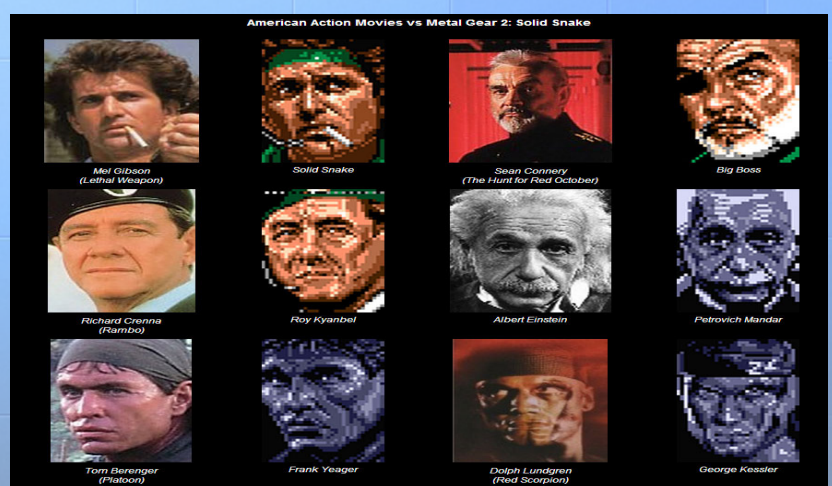 American Action Movies vs Metal Gear 2: Solid Snake
Mel Gibson
(Lethal Weapon)
Solid Snake
Sean Connery
(The Hunt for Red October)
Big Boss
Richard Crenna
(Rambo)
Roy Kyanbel
Albert Einstein
Petrovich Mandar
Tom Berenger
(Platoon)
Frank Yeager
Dolph Lundgren
(Red Scorpion)
George Kessler